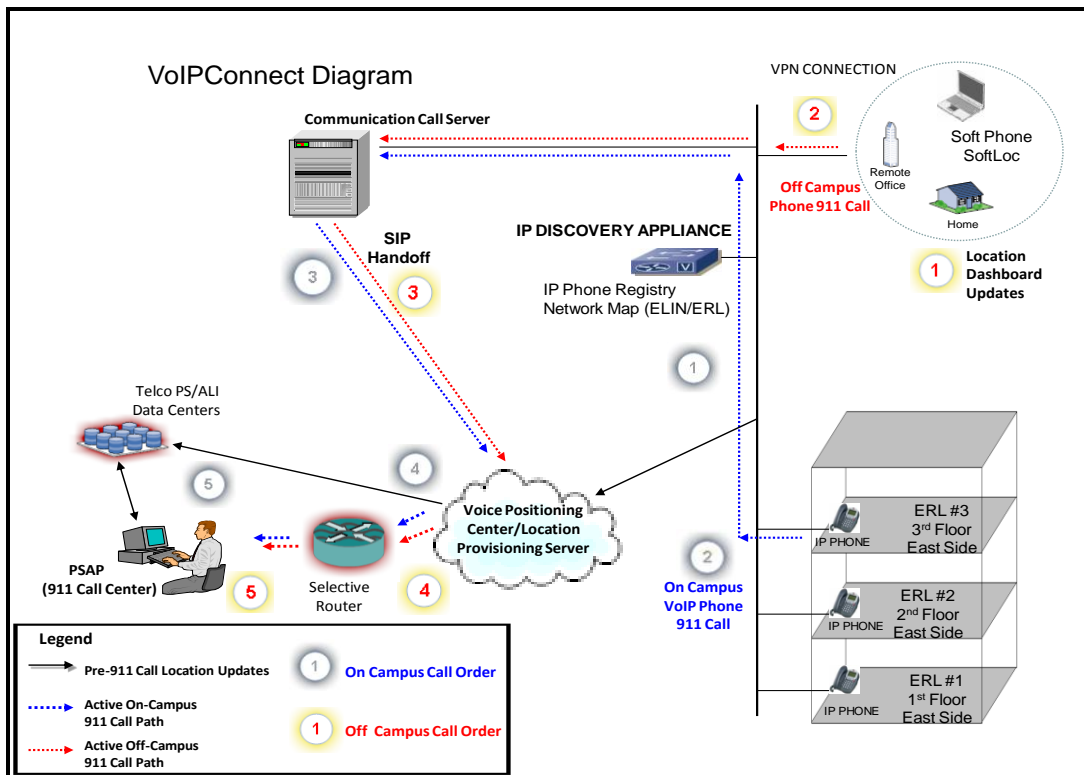 VoIPConnect Diagram
VPN CONNECTION
Communication Call Server
2
Soft Phone
SoftLoc
Remote
Office
Home
Off Campus
Phone 911 Call
1
Location
Dashboard
Updates
SIP
Handoff
3
3
IP DISCOVERY APPLIANCE
V
IP Phone Registry
Network Map (ELIN/ERL)
1
Telco PS/ALI
Data Centers
5
4
Voice Positioning
Center/Location
Provisioning Server
PSAP
(911 Call Center)
5
Selective
Router
4
2
On Campus
VoIP Phone
911 Call
IP PHONE
ERL #3
3rd Floor
East Side
IP PHONE
ERL #2
2nd Floor
East Side
IP PHONE
ERL #1
1st Floor
East Side
Legend
Pre-911 Call Location Updates
Active On-Campus
911 Call Path
Active Off-Campus
911 Call Path
1
On Campus Call Order
1
Off Campus Call Order